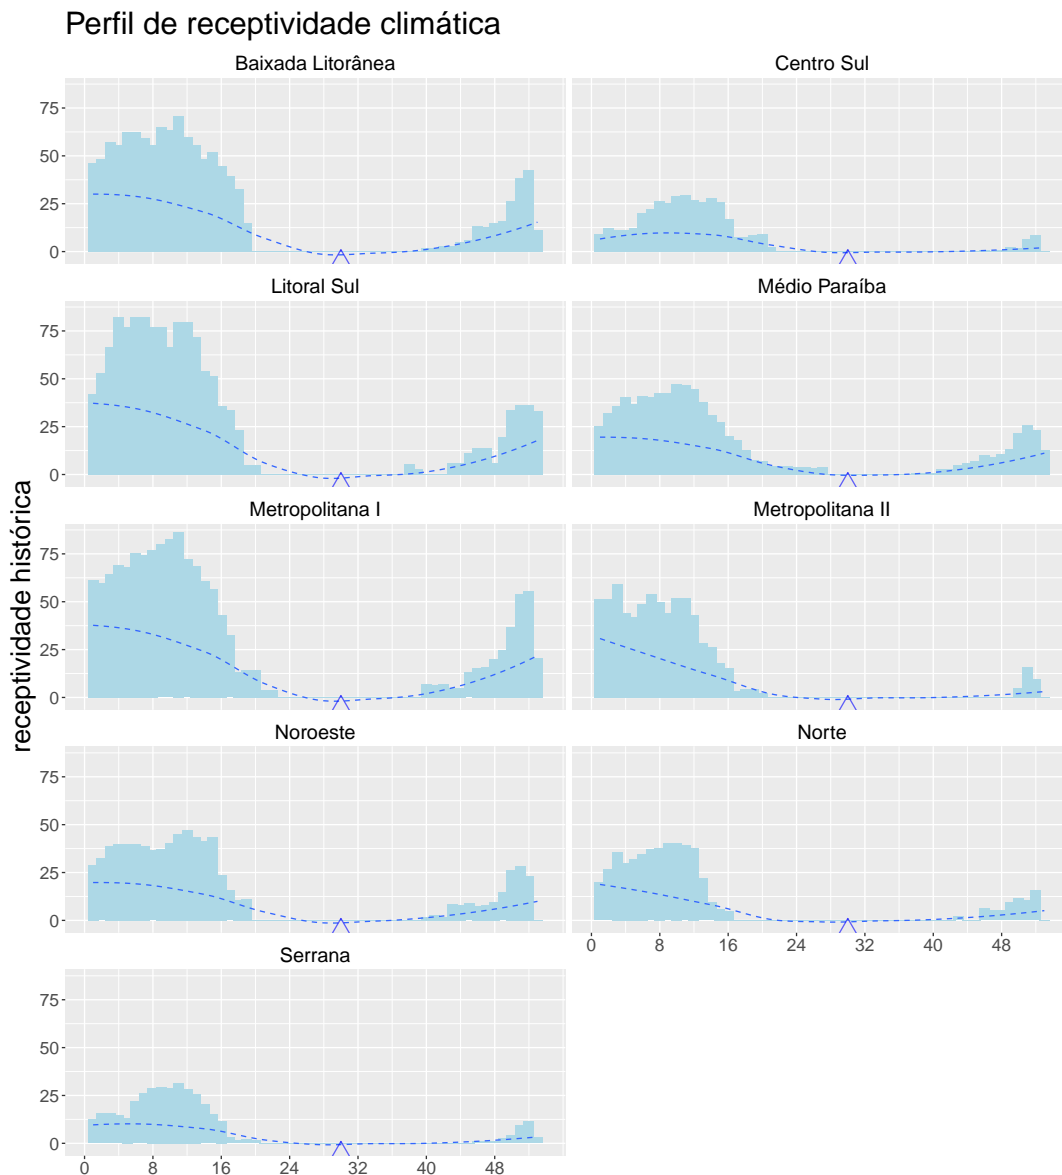 Perfil de receptividade climática
Baixada Litorânea
Centro Sul
75
50
25
0
Litoral Sul
Médio Paraíba
75
50
25
0
Metropolitana I
Metropolitana II
75
50
25
0
receptividade histórica
Noroeste
Norte
75
50
25
0
0 8 16 24 32 40 48
Serrana
75
50
25
0
0 8 16 24 32 40 48